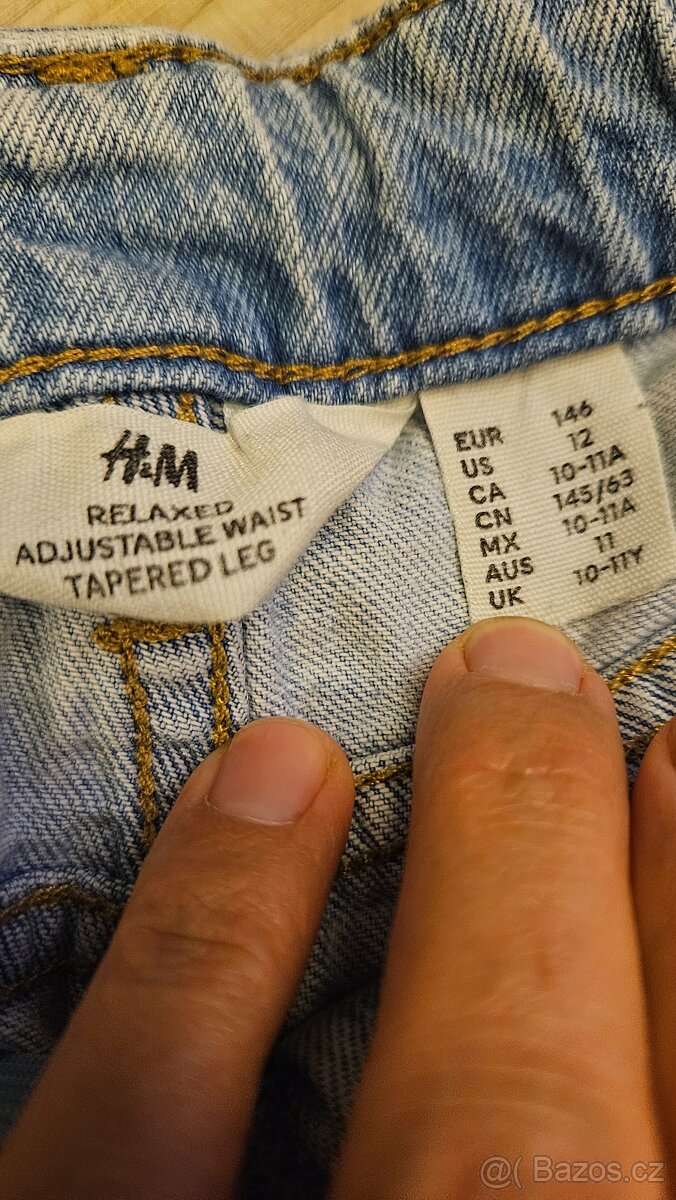 H&M
RELAXED
ADJUSTABLE WAIST
TAPERED LEG
EUR 146
US 12
CA 10-11A
CN 145/63
MX 10-11A
AUS 11
UK 10-11Y
@( Bazos.cz